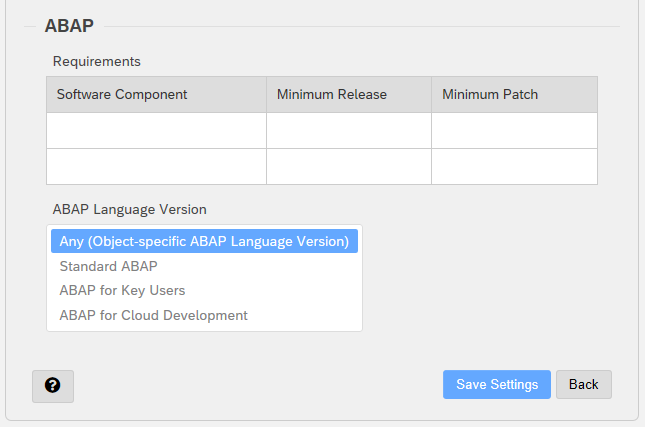 ABAP
Requirements
Software Component Minimum Release Minimum Patch
ABAP Language Version
Any (Object-specific ABAP Language Version)
Standard ABAP
ABAP for Key Users
ABAP for Cloud Development
? Save Settings Back